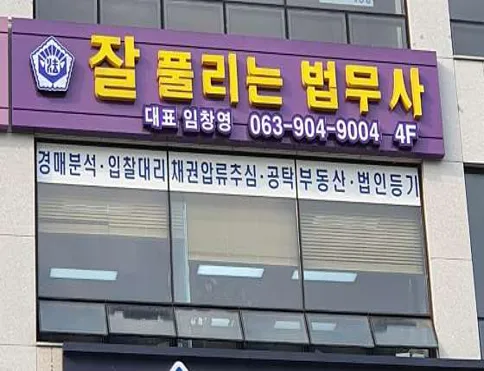 잘 풀리는 법무사
대표 임창영 063-904-9004 4F
경매분석·입찰대리 채권압류추심·공탁 부동산·법인등기